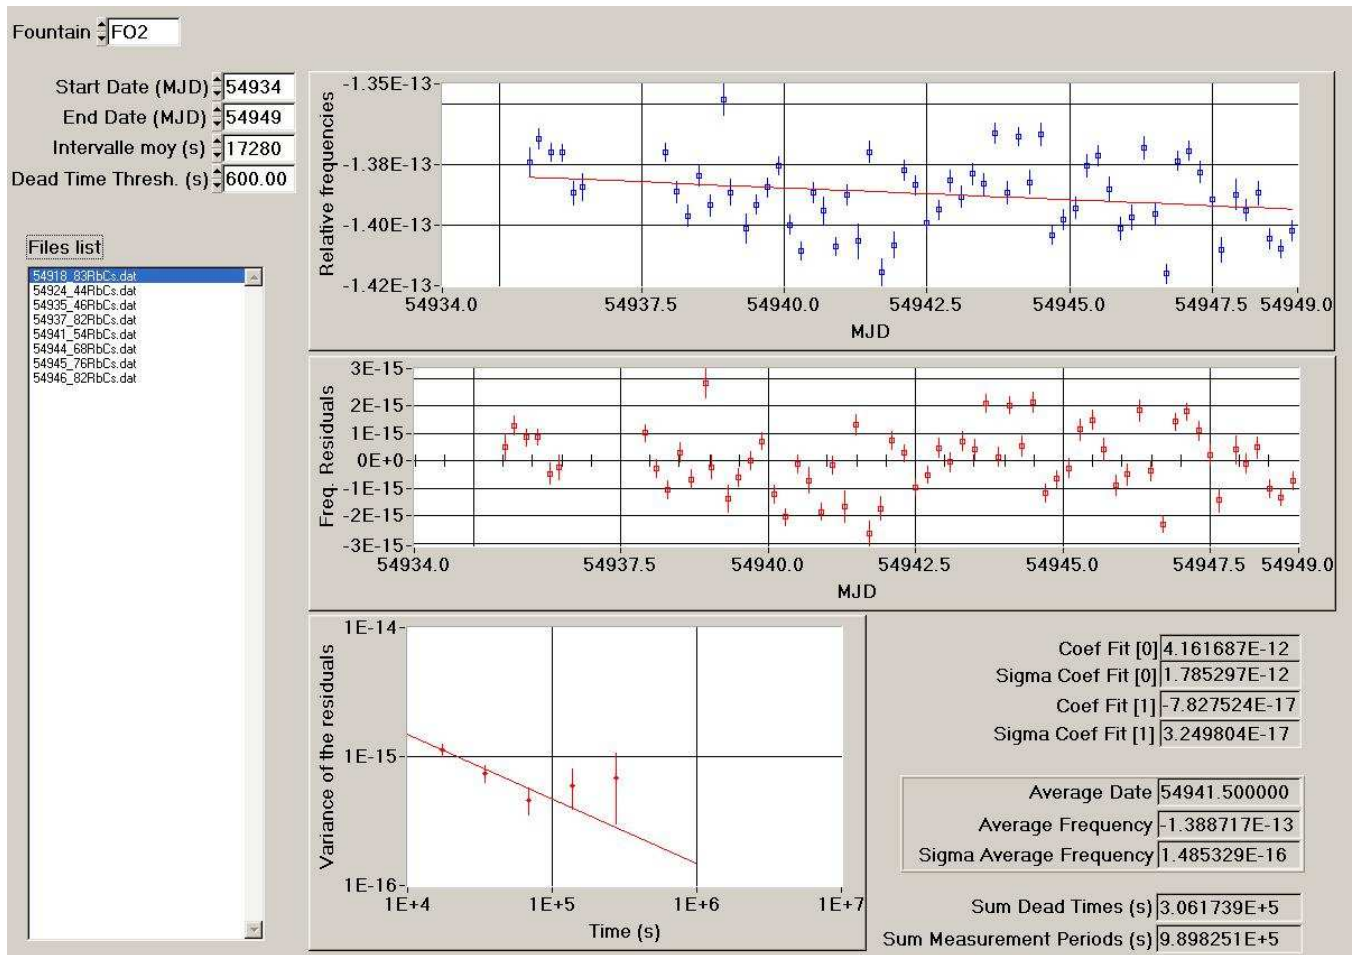 Fountain FO2
Start Date (MJD) 54934
End Date (MJD) 54949
Intervalle moy (s) 17280
Dead Time Thresh. (s) 600.00
Files list
54918_83RbCs.dat
54924_44RbCs.dat
54935_46RbCs.dat
54937_82RbCs.dat
54941_54RbCs.dat
54944_68RbCs.dat
54945_76RbCs.dat
54946_82RbCs.dat
Relative frequencies
-1.35E-13
-1.38E-13
-1.40E-13
-1.42E-13
54934.0 54937.5 54940.0 54942.5 54945.0 54947.5 54949.0
MJD
Freq. Residuals
3E-15
2E-15
1E-15
0E+0
-1E-15
-2E-15
-3E-15
54934.0 54937.5 54940.0 54942.5 54945.0 54947.5 54949.0
MJD
Variance of the residuals
1E-14
1E-15
1E-16
1E+4 1E+5 1E+6 1E+7
Time (s)
Coef Fit [0] 4.161687E-12
Sigma Coef Fit [0] 1.785297E-12
Coef Fit [1] -7.827524E-17
Sigma Coef Fit [1] 3.249804E-17
Average Date 54941.500000
Average Frequency -1.388717E-13
Sigma Average Frequency 1.485329E-16
Sum Dead Times (s) 3.061739E+5
Sum Measurement Periods (s) 9.898251E+5